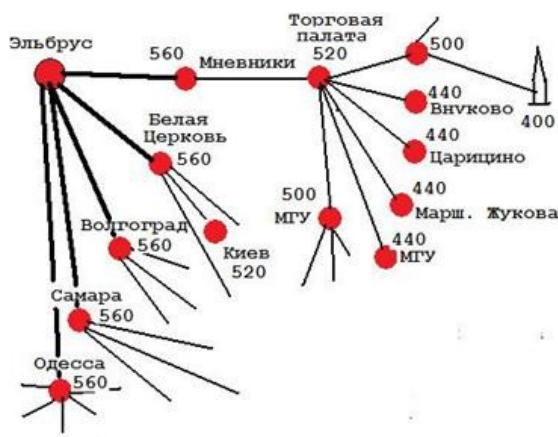 Эльбрус
560
Мневники
Торговая
палата
520
500
440
Внуково
400
440
Царицино
440
Марш. Жукова
500
МГУ
440
МГУ
Белая
Церковь
560
Киев
520
Волгоград
560
Самара
560
Одесса
560